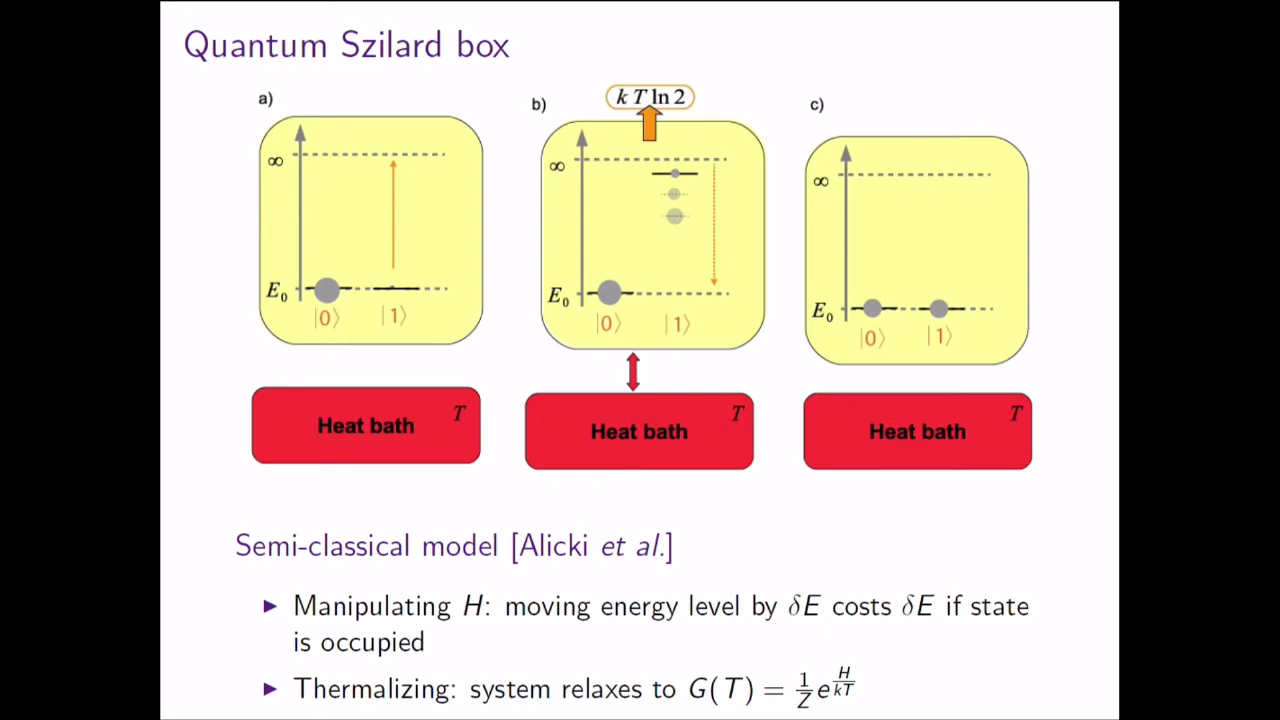 Quantum Szilard box
a)
∞
E₀
|0⟩ |1⟩
Heat bath T
b)
k T ln 2
∞
E₀
|0⟩ |1⟩
Heat bath T
c)
∞
E₀
|0⟩ |1⟩
Heat bath T
Semi-classical model [Alicki et al.]
▶ Manipulating H: moving energy level by δE costs δE if state
is occupied
▶ Thermalizing: system relaxes to G(T) = 1/Z e^{H/kT}